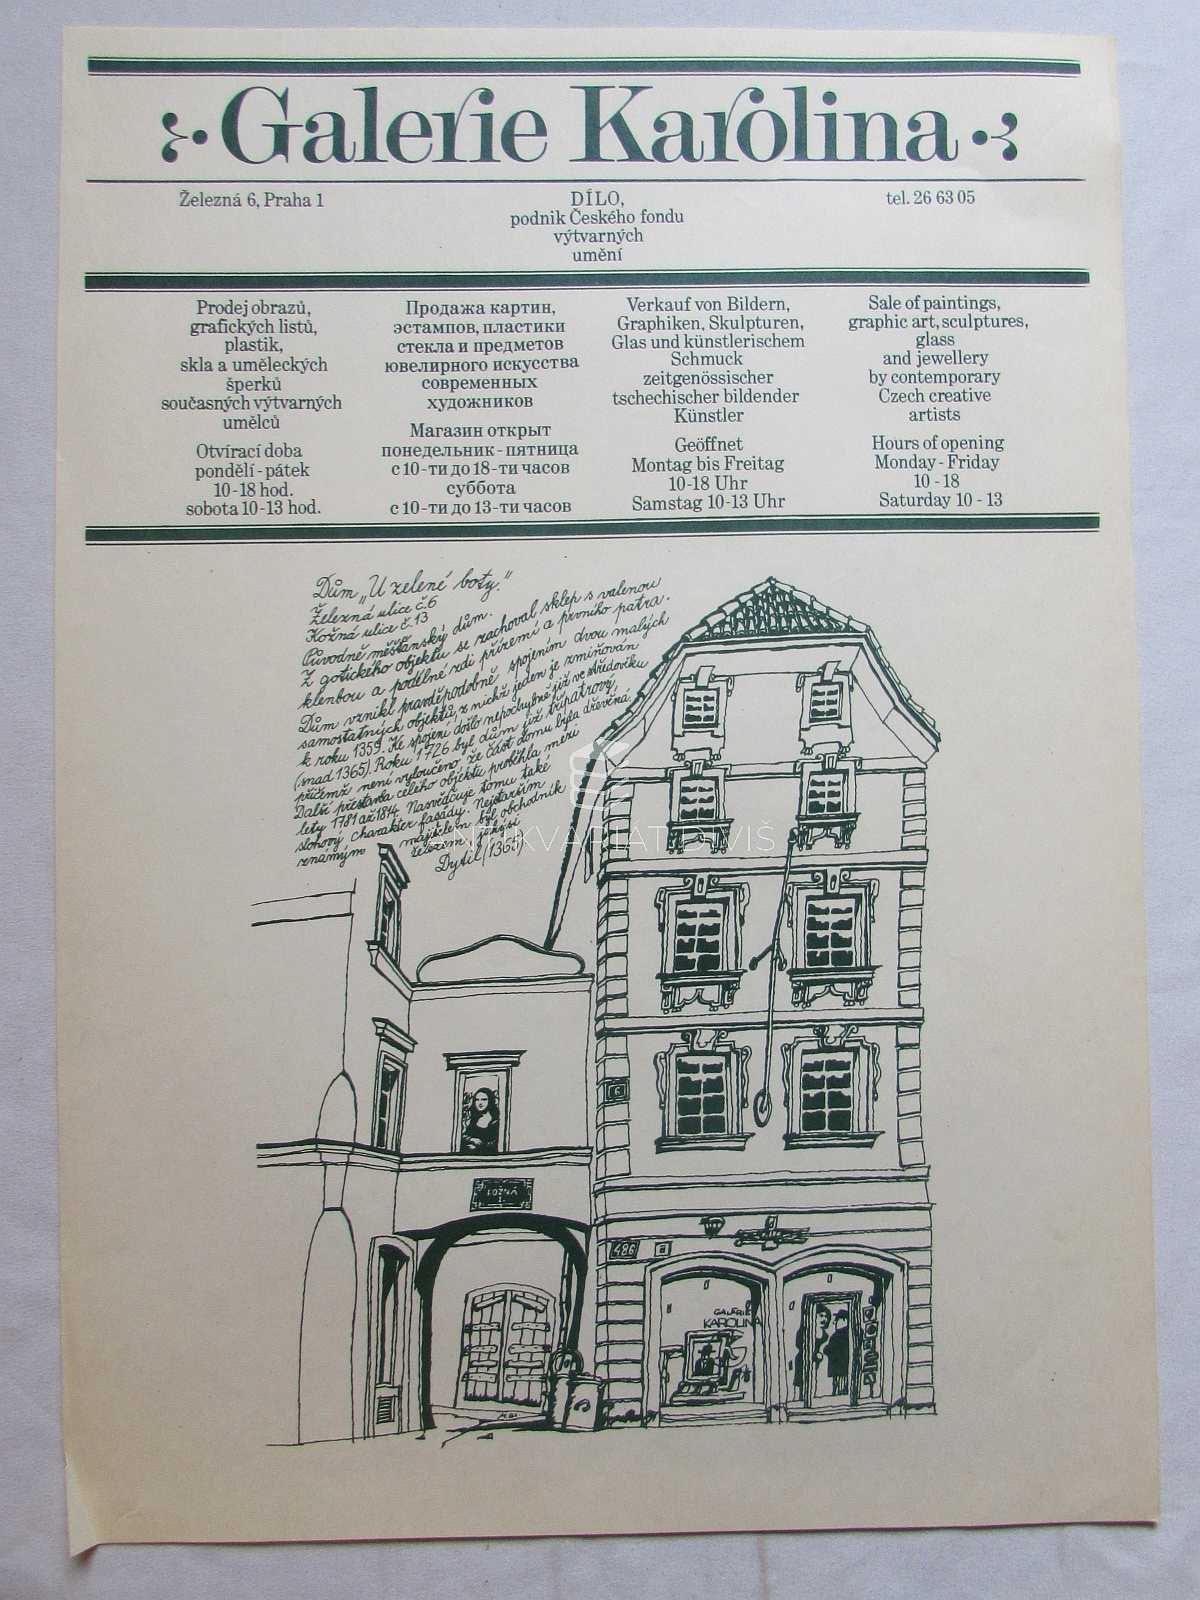 Galerie Karolina
Železná 6, Praha 1
DÍLO,
podnik Českého fondu
výtvarných
umění
tel. 26 63 05
Prodej obrazů,
grafických listů,
plastik,
skla a uměleckých
šperků
současných výtvarných
umělců
Otvírací doba
pondělí - pátek
10-18 hod.
sobota 10-13 hod.
Продажа картин,
эстампов, пластики
стекла и предметов
ювелирного искусства
современных
художников
Магазин открыт
понедельник - пятница
с 10-ти до 18-ти часов
суббота
с 10-ти до 13-ти часов
Verkauf von Bildern,
Graphiken, Skulpturen,
Glas und künstlerischem
Schmuck
zeitgenössischer
tschechischer bildender
Künstler
Geöffnet
Montag bis Freitag
10-18 Uhr
Samstag 10-13 Uhr
Sale of paintings,
graphic art, sculptures,
glass
and jewellery
by contemporary
Czech creative
artists
Hours of opening
Monday - Friday
10 - 18
Saturday 10 - 13
Dům „U zelené boty."
Železná ulice č.6
Kožná ulice č.13
Původně měšťanský dům.
Z gotického objektu se zachoval sklep s valenou
klenbou a podélné zdi přízemí a prvního patra.
Dům vznikl pravděpodobně spojením dvou malých
samostatných objektů, z nichž jeden je zmiňován
k roku 1359. Ke spojení došlo nepochybně již ve středověku
(snad 1365). Roku 1726 byl dům již třípatrový,
přičemž není vyloučeno, že část domu byla dřevěná.
Další přestavba celého objektu proběhla mezi
lety 1781 až 1814. Nasvědčuje tomu také
slohový charakter fasády. Nejstarším
známým majitelem byl obchodník
železem jakýsi
Dytil (1365)
ANTIKVARIÁT DIVIŠ
6
KOŽNÁ
486
GALERIE
KAROLINA